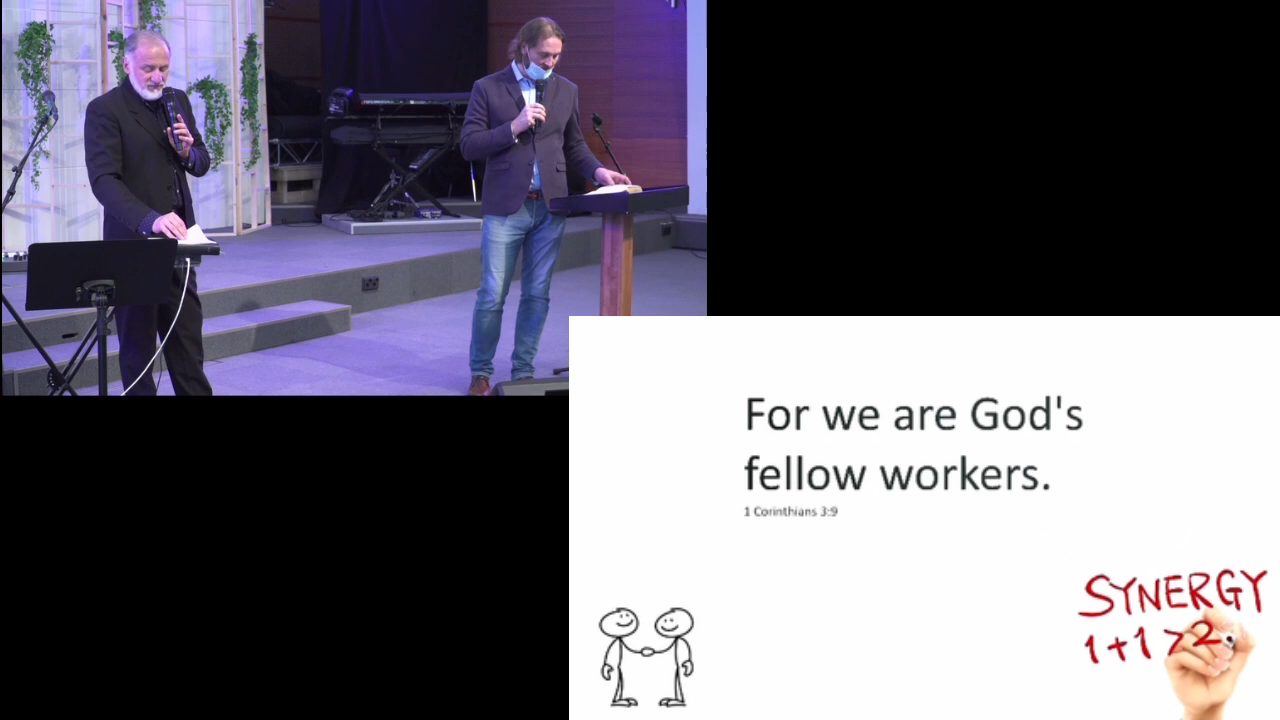 For we are God's
fellow workers.
1 Corinthians 3:9
SYNERGY
1+1>2